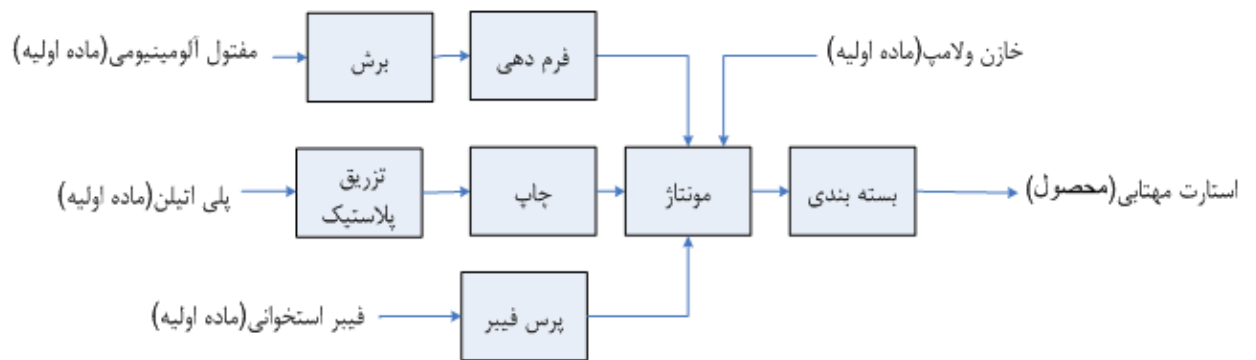 مفتول آلومینیومی(ماده اولیه)
برش
فرم دهی
خازن ولامپ(ماده اولیه)
پلی اتیلن(ماده اولیه)
تزریق
پلاستیک
چاپ
مونتاژ
بسته بندی
استارت مهتابی(محصول)
فیبر استخوانی(ماده اولیه)
پرس فیبر